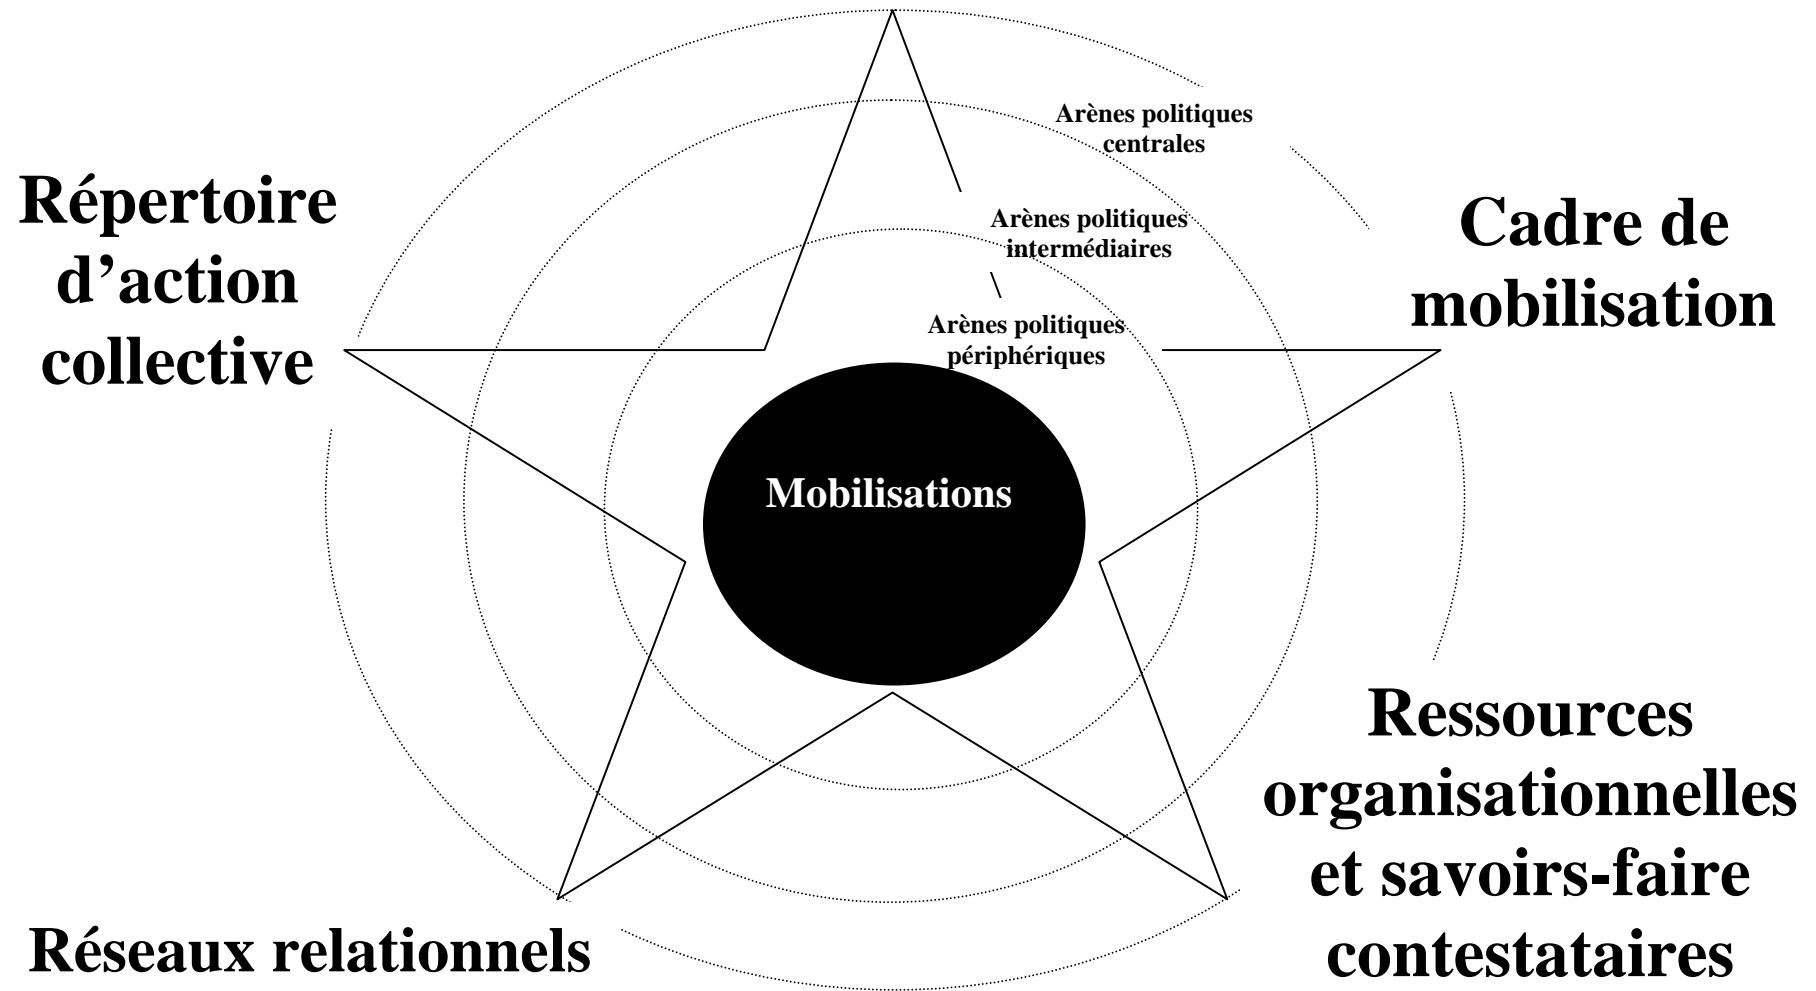 Arènes politiques
centrales
Répertoire
d’action
collective
Cadre de
mobilisation
Arènes politiques
intermédiaires
Arènes politiques
périphériques
Mobilisations
Ressources
organisationnelles
et savoirs-faire
contestataires
Réseaux relationnels